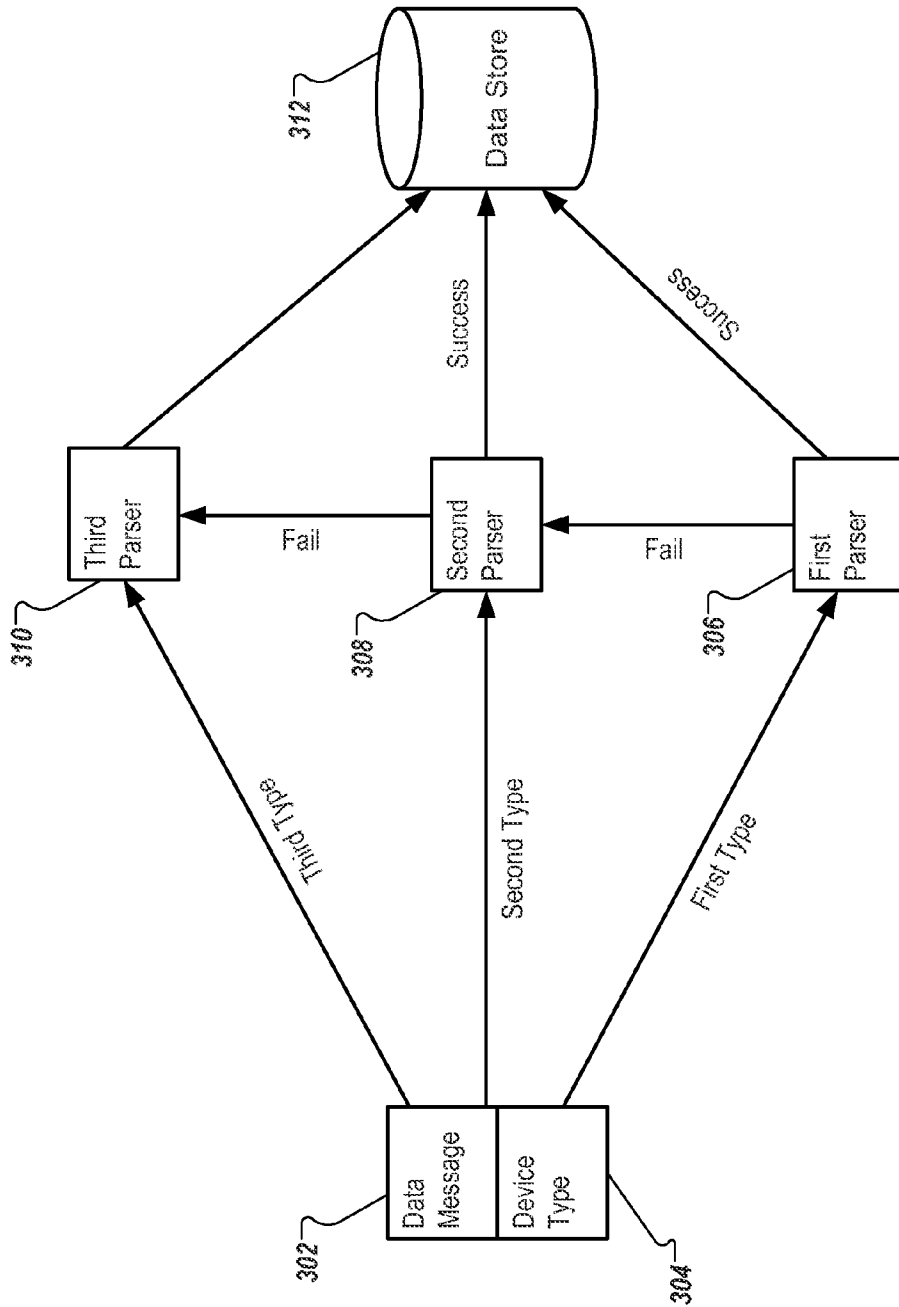 302
Data
Message
Device
Type
304
Third Type
Second Type
First Type
310
Third
Parser
Fail
308
Second
Parser
Fail
306
First
Parser
Success
Success
312
Data Store